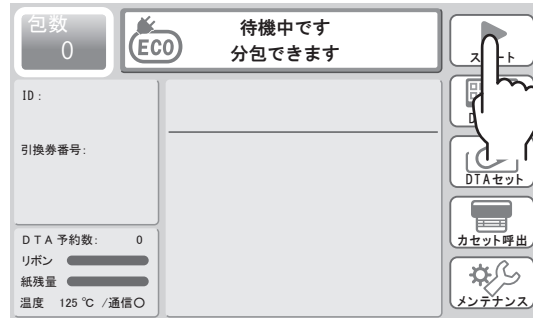 包数
0
ECO
待機中です
分包できます
ID :
引換券番号:
DTAセット
カセット呼出
メンテナンス
DTA 予約数: 0
リボン
紙残量
温度 125 ℃ /通信○